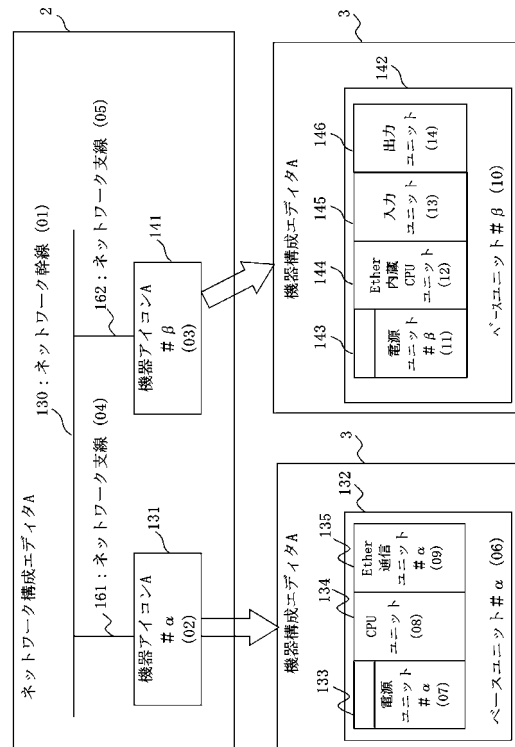 ネットワーク構成エディタA
2
130：ネットワーク幹線 (01)
161：ネットワーク支線 (04)
162：ネットワーク支線 (05)
131
機器アイコンA
＃α
(02)
141
機器アイコンA
＃β
(03)
機器構成エディタA
3
132
133
134
135
電源
ユニット
＃α
(07)
CPU
ユニット
(08)
Ether
通信
ユニット
＃α
(09)
ベースユニット＃α (06)
機器構成エディタA
3
142
143
144
145
146
電源
ユニット
＃β
(11)
Ether
内蔵
CPU
ユニット
(12)
入力
ユニット
(13)
出力
ユニット
(14)
ベースユニット＃β (10)